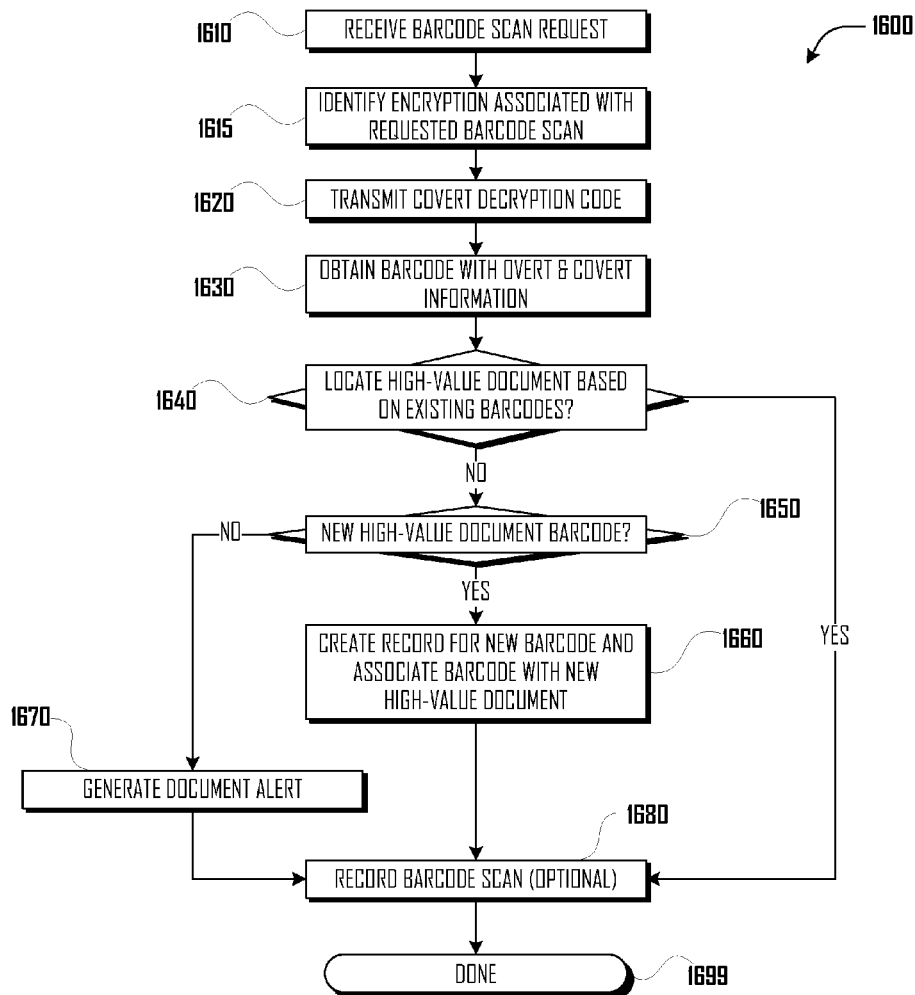 1600
1610
RECEIVE BARCODE SCAN REQUEST
1615
IDENTIFY ENCRYPTION ASSOCIATED WITH
REQUESTED BARCODE SCAN
1620
TRANSMIT COVERT DECRYPTION CODE
1630
OBTAIN BARCODE WITH OVERT & COVERT
INFORMATION
1640
LOCATE HIGH-VALUE DOCUMENT BASED
ON EXISTING BARCODES?
NO
YES
1650
NEW HIGH-VALUE DOCUMENT BARCODE?
NO
YES
1660
CREATE RECORD FOR NEW BARCODE AND
ASSOCIATE BARCODE WITH NEW
HIGH-VALUE DOCUMENT
1670
GENERATE DOCUMENT ALERT
1680
RECORD BARCODE SCAN (OPTIONAL)
DONE
1699